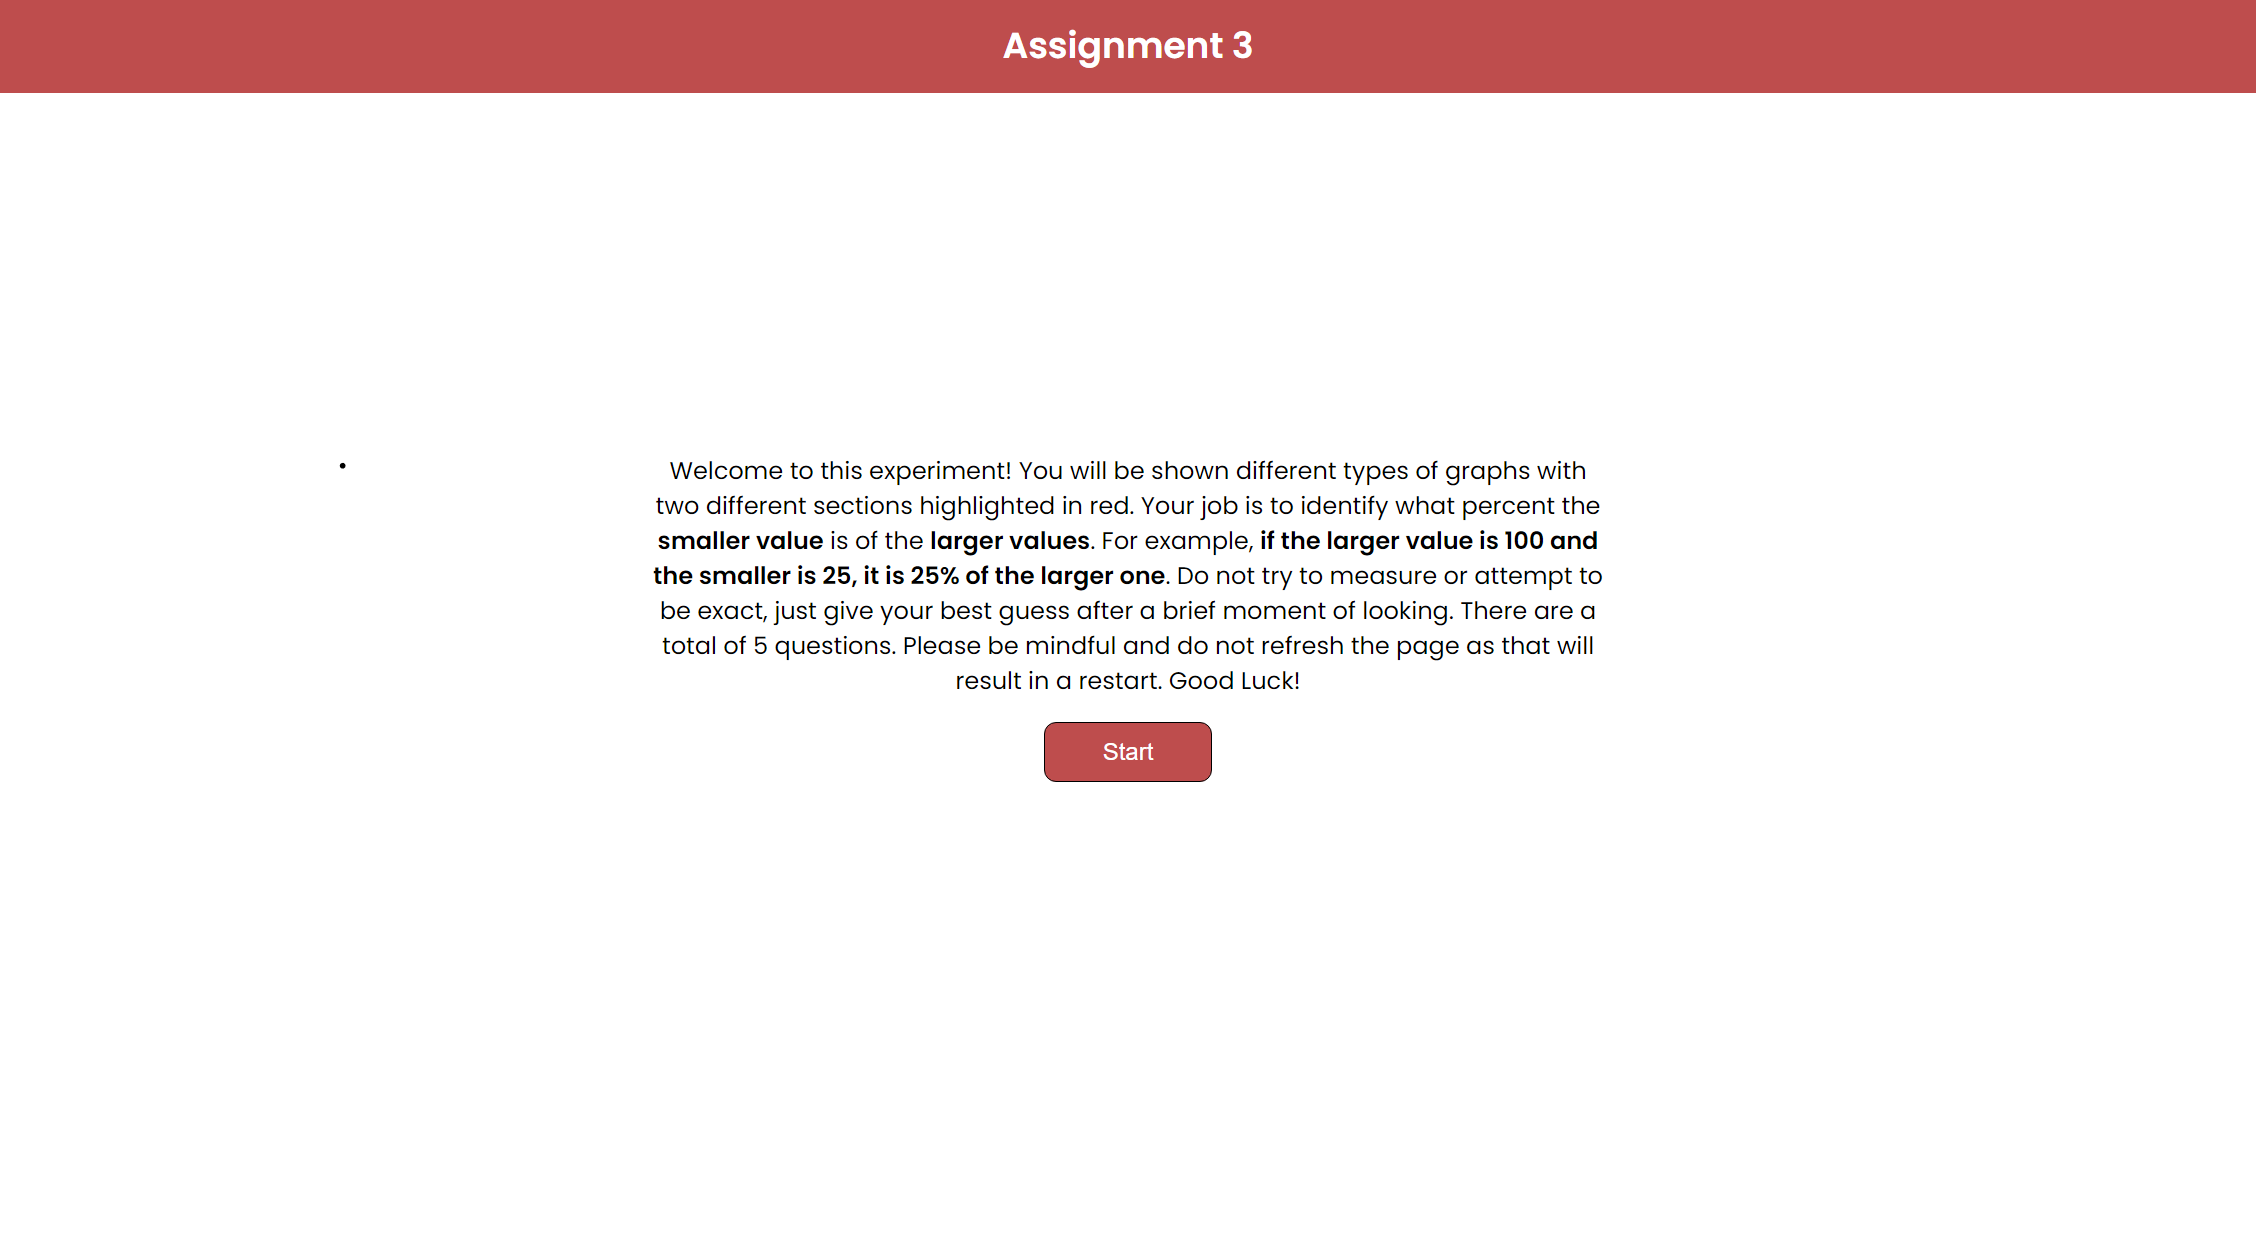 Assignment 3
Welcome to this experiment! You will be shown different types of graphs with
two different sections highlighted in red. Your job is to identify what percent the
smaller value is of the larger values. For example, if the larger value is 100 and
the smaller is 25, it is 25% of the larger one. Do not try to measure or attempt to
be exact, just give your best guess after a brief moment of looking. There are a
total of 5 questions. Please be mindful and do not refresh the page as that will
result in a restart. Good Luck!
Start